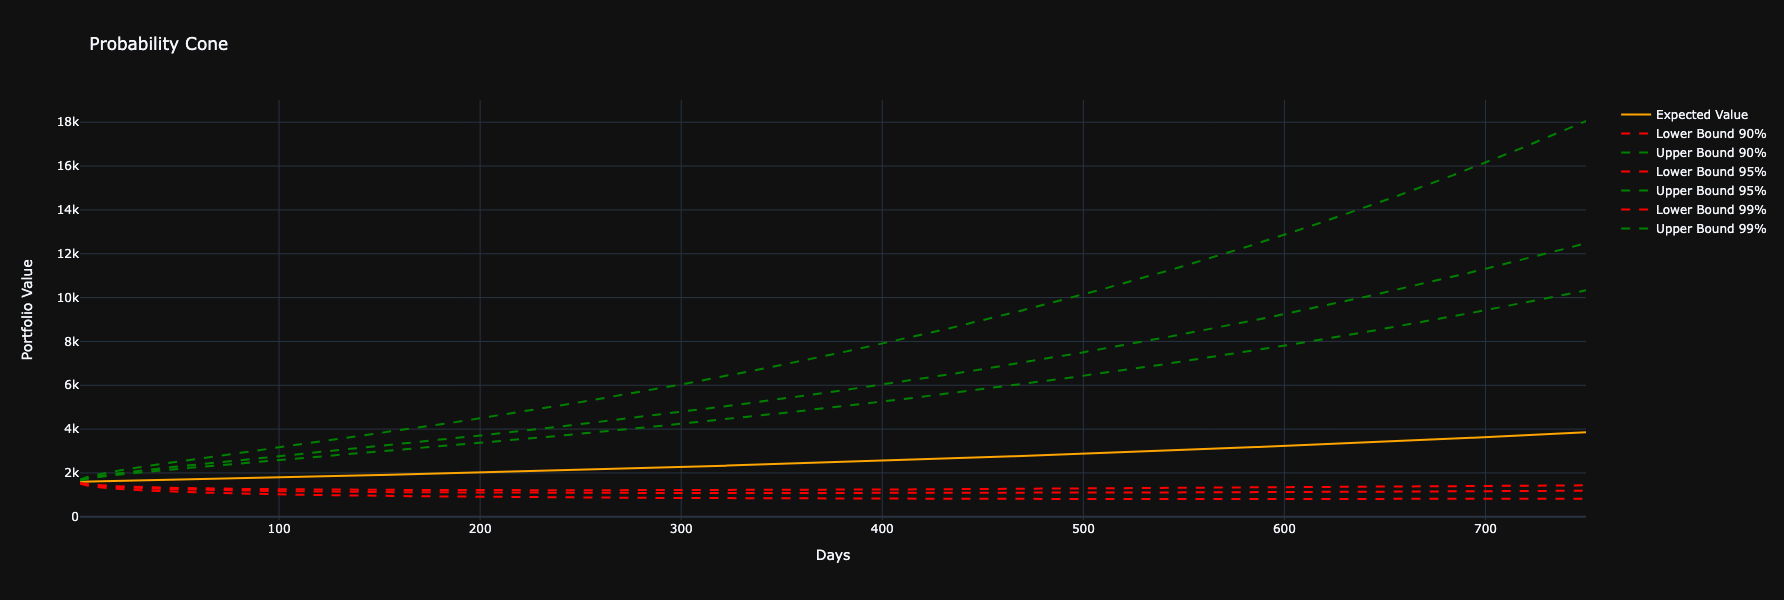 Probability Cone
18k
16k
14k
12k
10k
8k
6k
4k
2k
0
Portfolio Value
100 200 300 400 500 600 700
Days
Expected Value
Lower Bound 90%
Upper Bound 90%
Lower Bound 95%
Upper Bound 95%
Lower Bound 99%
Upper Bound 99%